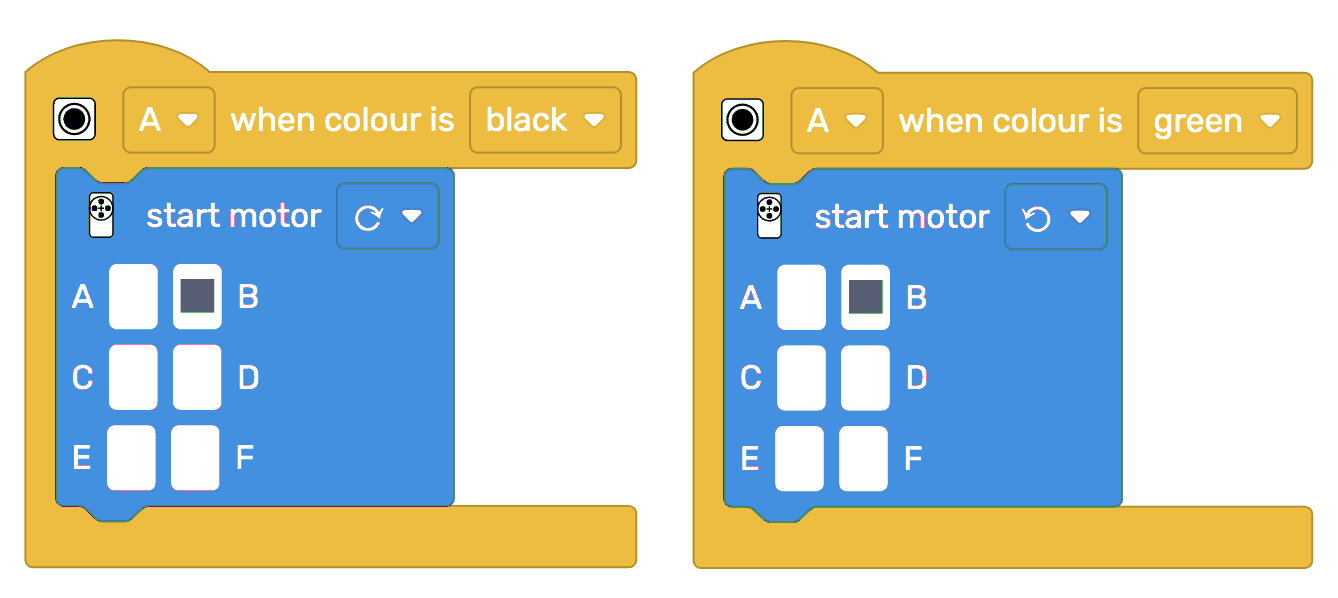 A when colour is black
start motor
A B
C D
E F
A when colour is green
start motor
A B
C D
E F